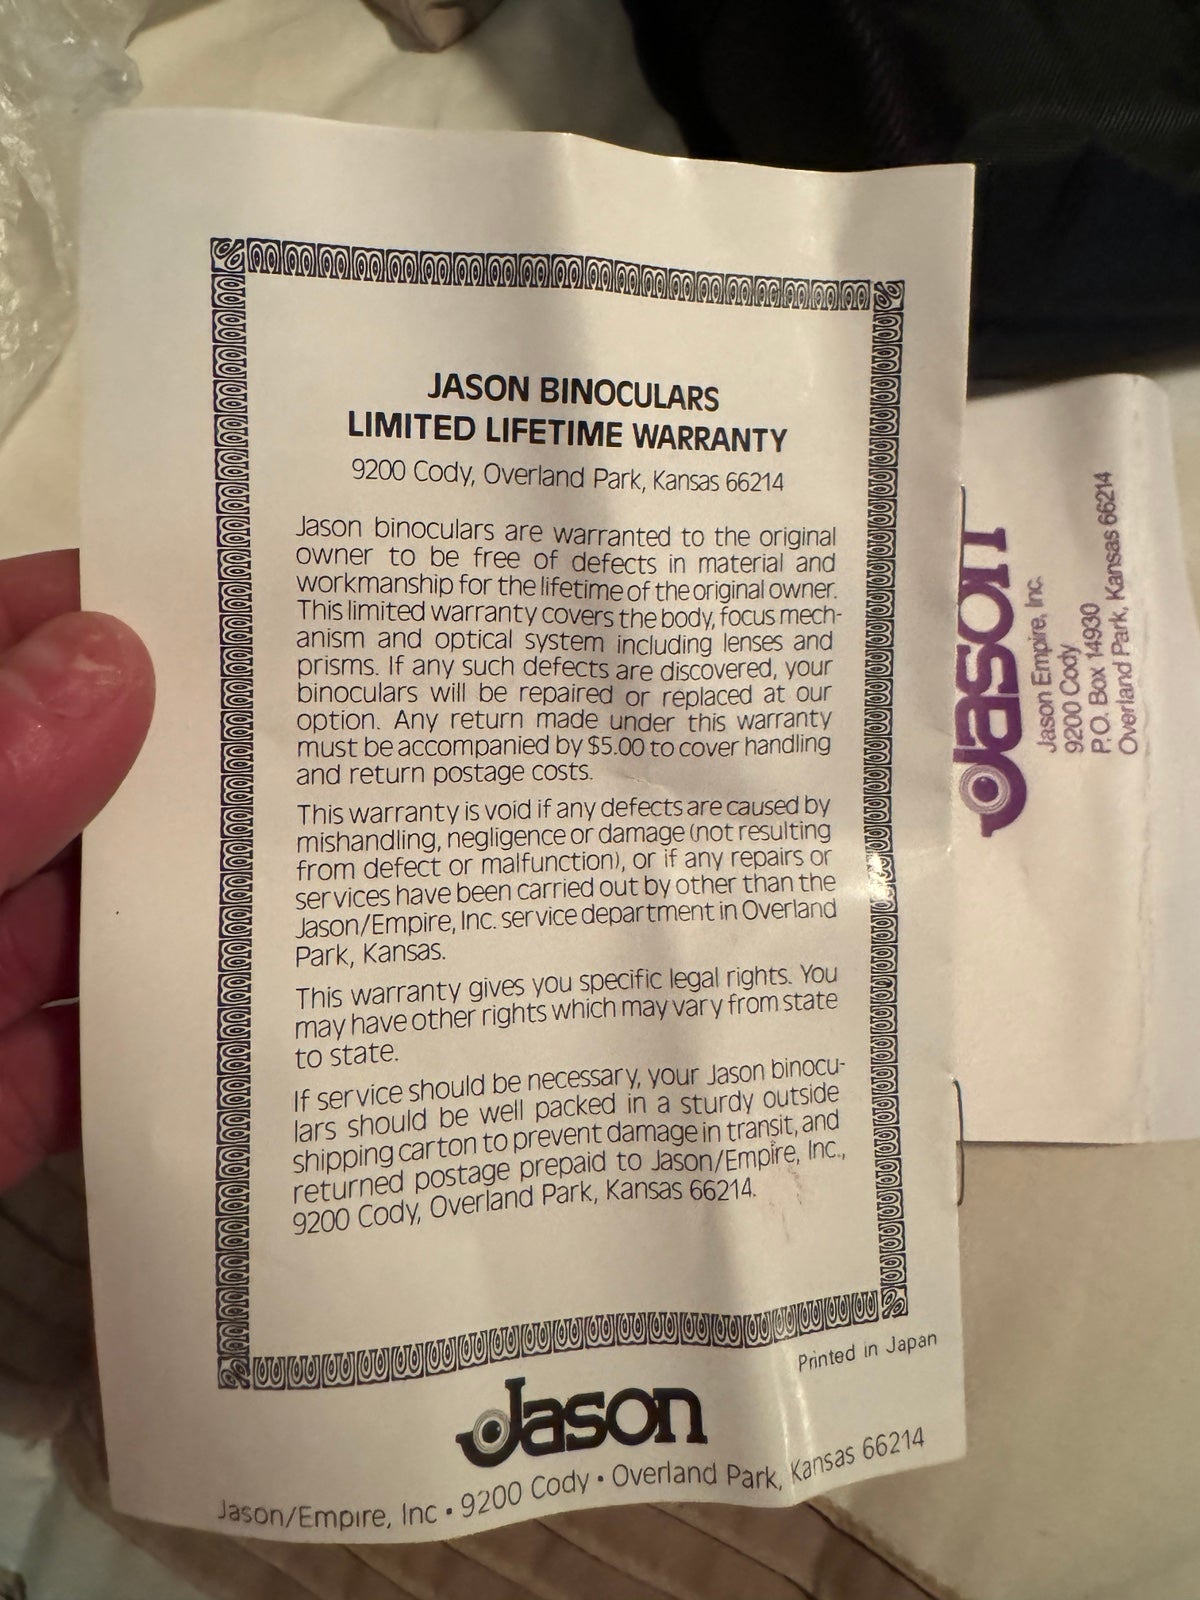 JASON BINOCULARS
LIMITED LIFETIME WARRANTY
9200 Cody, Overland Park, Kansas 66214
Jason binoculars are warranted to the original
owner to be free of defects in material and
workmanship for the lifetime of the original owner.
This limited warranty covers the body, focus mech-
anism and optical system including lenses and
prisms. If any such defects are discovered, your
binoculars will be repaired or replaced at our
option. Any return made under this warranty
must be accompanied by $5.00 to cover handling
and return postage costs.
This warranty is void if any defects are caused by
mishandling, negligence or damage (not resulting
from defect or malfunction), or if any repairs or
services have been carried out by other than the
Jason/Empire, Inc. service department in Overland
Park, Kansas.
This warranty gives you specific legal rights. You
may have other rights which may vary from state
to state.
If service should be necessary, your Jason binocu-
lars should be well packed in a sturdy outside
shipping carton to prevent damage in transit, and
returned postage prepaid to Jason/Empire, Inc.,
9200 Cody, Overland Park, Kansas 66214.
Printed in Japan
Jason
Jason/Empire, Inc • 9200 Cody • Overland Park, Kansas 66214
Jason
Jason Empire, Inc.
9200 Cody
P.O. Box 14930
Overland Park, Kansas 66214